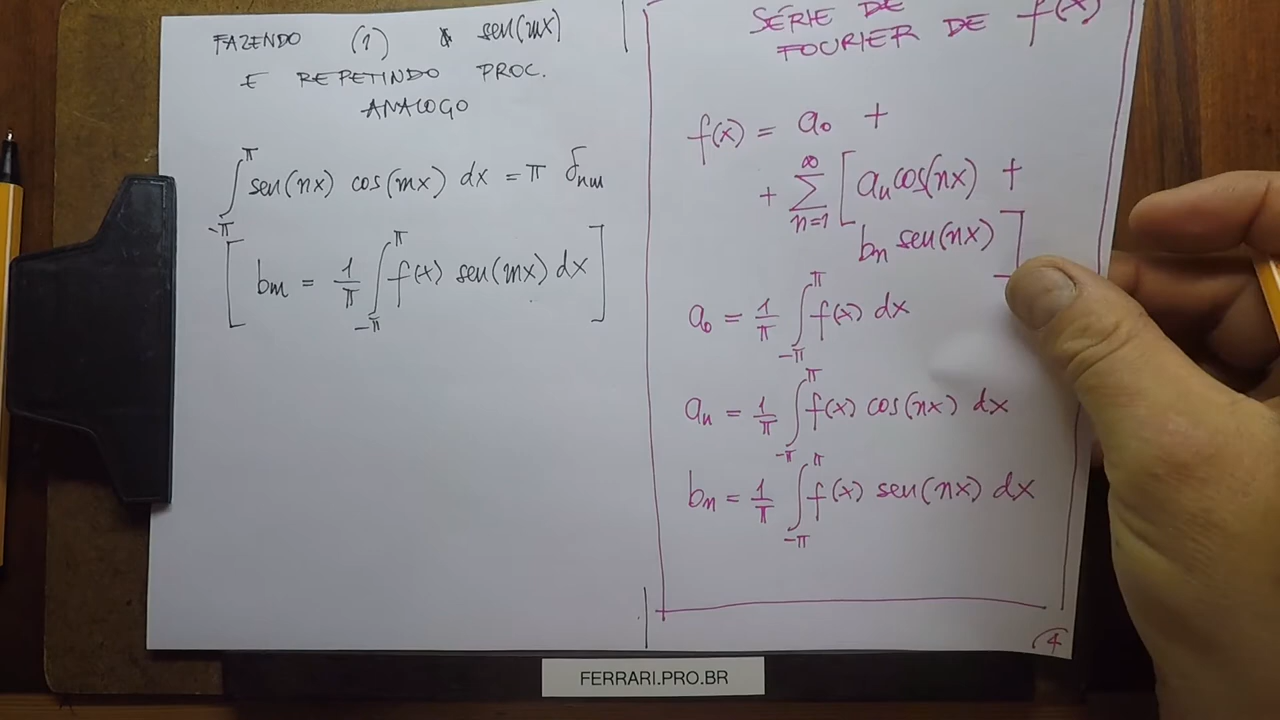 FAZENDO (1) & sen(mx)
E REPETINDO PROC.
ANALOGO
∫_{-π}^{π} sen(nx) cos(mx) dx = π δ_{nm}
[ b_m = 1/π ∫_{-π}^{π} f(x) sen(mx) dx ]
SÉRIE DE
FOURIER DE f(x)
f(x) = a_0 +
+ ∑_{n=1}^{∞} [ a_n cos(nx) +
b_n sen(nx) ]
a_0 = 1/π ∫_{-π}^{π} f(x) dx
a_n = 1/π ∫_{-π}^{π} f(x) cos(nx) dx
b_n = 1/π ∫_{-π}^{π} f(x) sen(nx) dx
4
FERRARI.PRO.BR